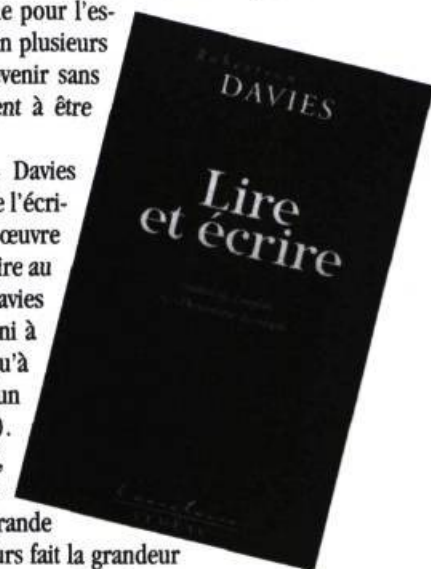 e pour l'es-
n plusieurs
venir sans
ent à être
Davies
e l'écri-
œuvre
ire au
avies
ni à
u'à
un
).
,
rande
urs fait la grandeur
Robertson
DAVIES
Lire
et écrire